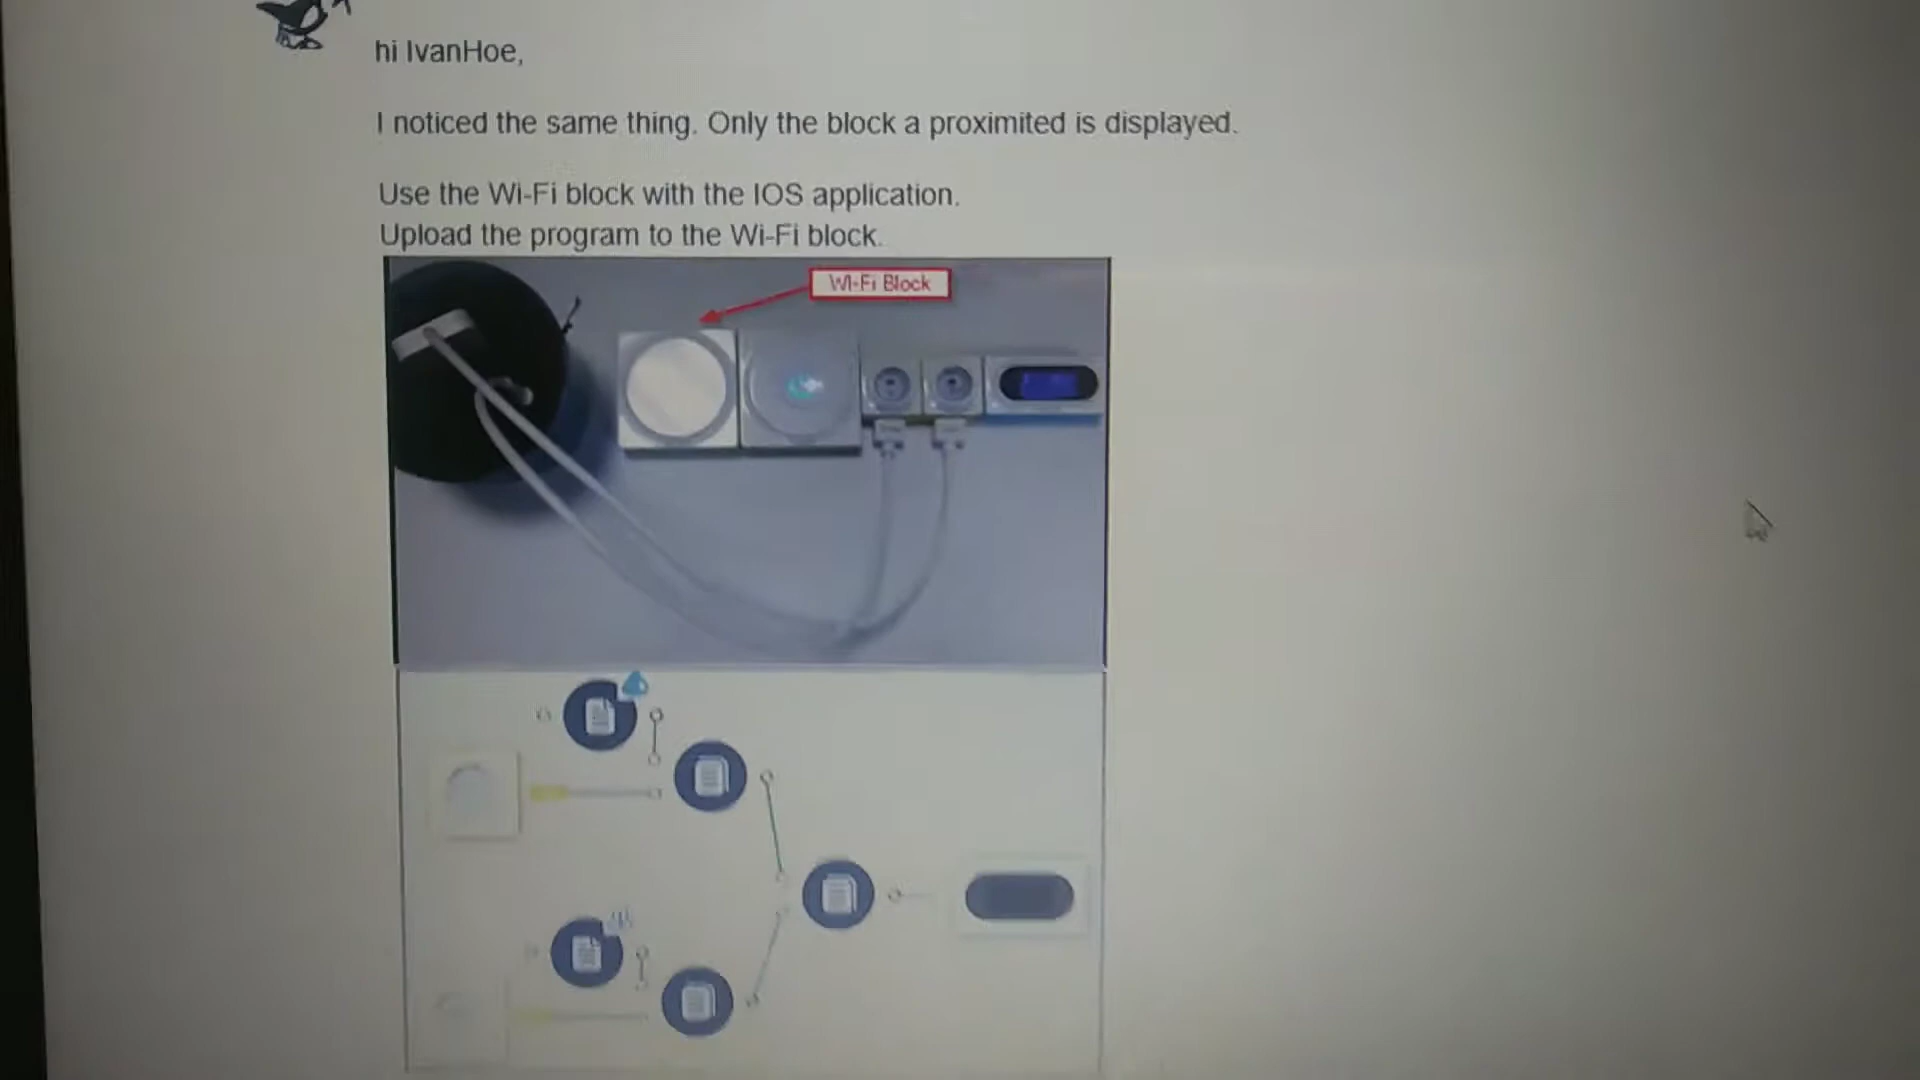 hi IvanHoe,
I noticed the same thing. Only the block a proximited is displayed.
Use the Wi-Fi block with the IOS application.
Upload the program to the Wi-Fi block.
Wi-Fi Block